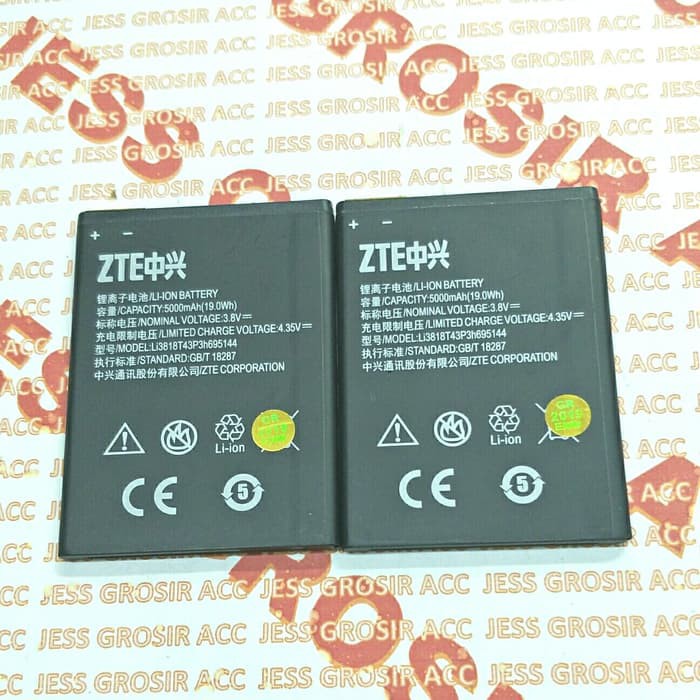 JESS GROSIR ACC
+ −
ZTE中兴
锂离子电池/LI-ION BATTERY
容量/CAPACITY:5000mAh(19.0Wh)
标称电压/NOMINAL VOLTAGE:3.8V⎓
充电限制电压/LIMITED CHARGE VOLTAGE:4.35V⎓
型号/MODEL:Li3818T43P3h695144
执行标准/STANDARD:GB/T 18287
中兴通讯股份有限公司/ZTE CORPORATION
Li-ion
CE
5
+ −
ZTE中兴
锂离子电池/LI-ION BATTERY
容量/CAPACITY:5000mAh(19.0Wh)
标称电压/NOMINAL VOLTAGE:3.8V⎓
充电限制电压/LIMITED CHARGE VOLTAGE:4.35V⎓
型号/MODEL:Li3818T43P3h695144
执行标准/STANDARD:GB/T 18287
中兴通讯股份有限公司/ZTE CORPORATION
Li-ion
CE
5